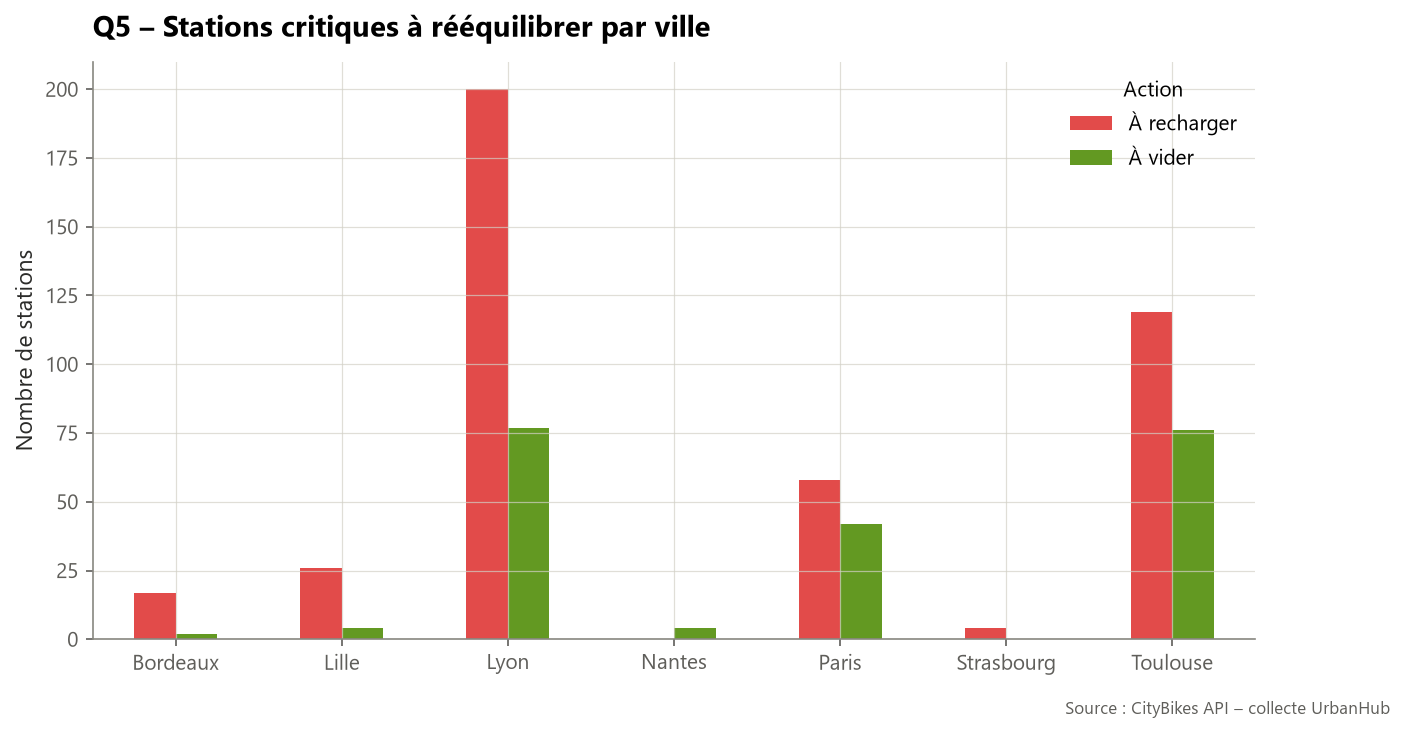 Q5 – Stations critiques à rééquilibrer par ville
Action
À recharger
À vider
Nombre de stations
200
175
150
125
100
75
50
25
0
Bordeaux
Lille
Lyon
Nantes
Paris
Strasbourg
Toulouse
Source : CityBikes API – collecte UrbanHub